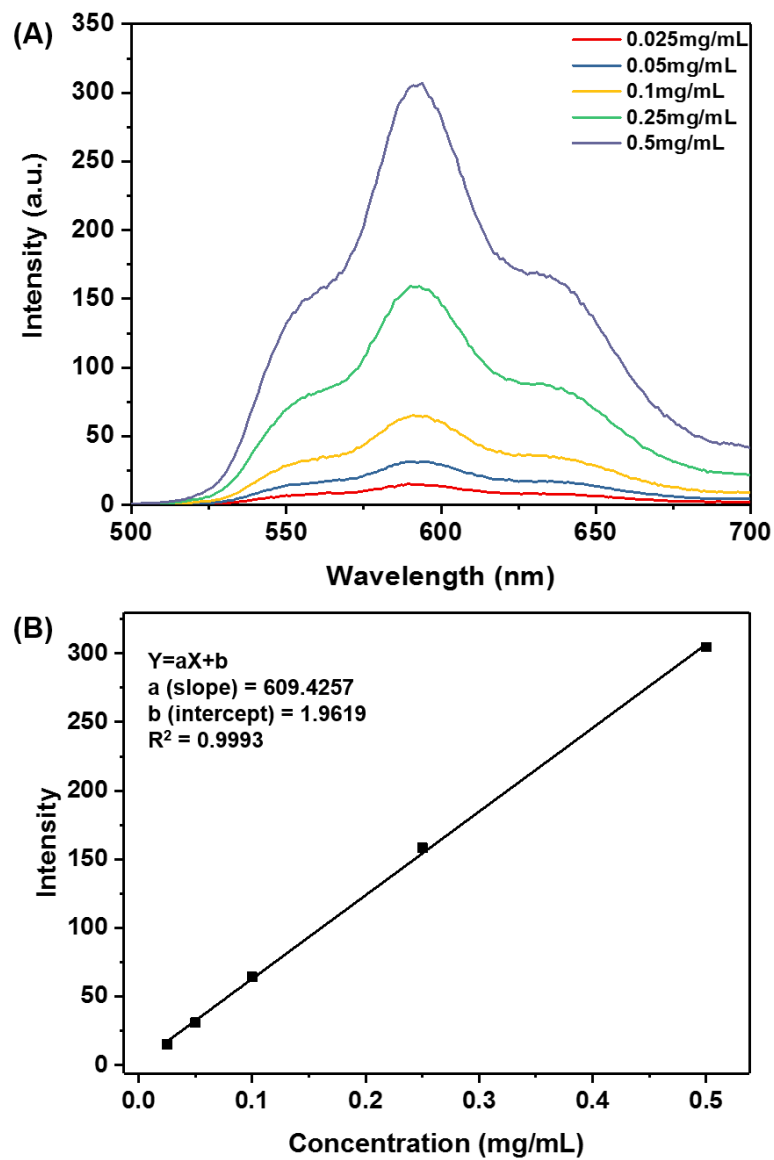 (A)
350
300
250
200
150
100
50
0
Intensity (a.u.)
0.025mg/mL
0.05mg/mL
0.1mg/mL
0.25mg/mL
0.5mg/mL
500 550 600 650 700
Wavelength (nm)
(B)
Y=aX+b
a (slope) = 609.4257
b (intercept) = 1.9619
R² = 0.9993
300
250
200
150
100
50
0
Intensity
0.0 0.1 0.2 0.3 0.4 0.5
Concentration (mg/mL)